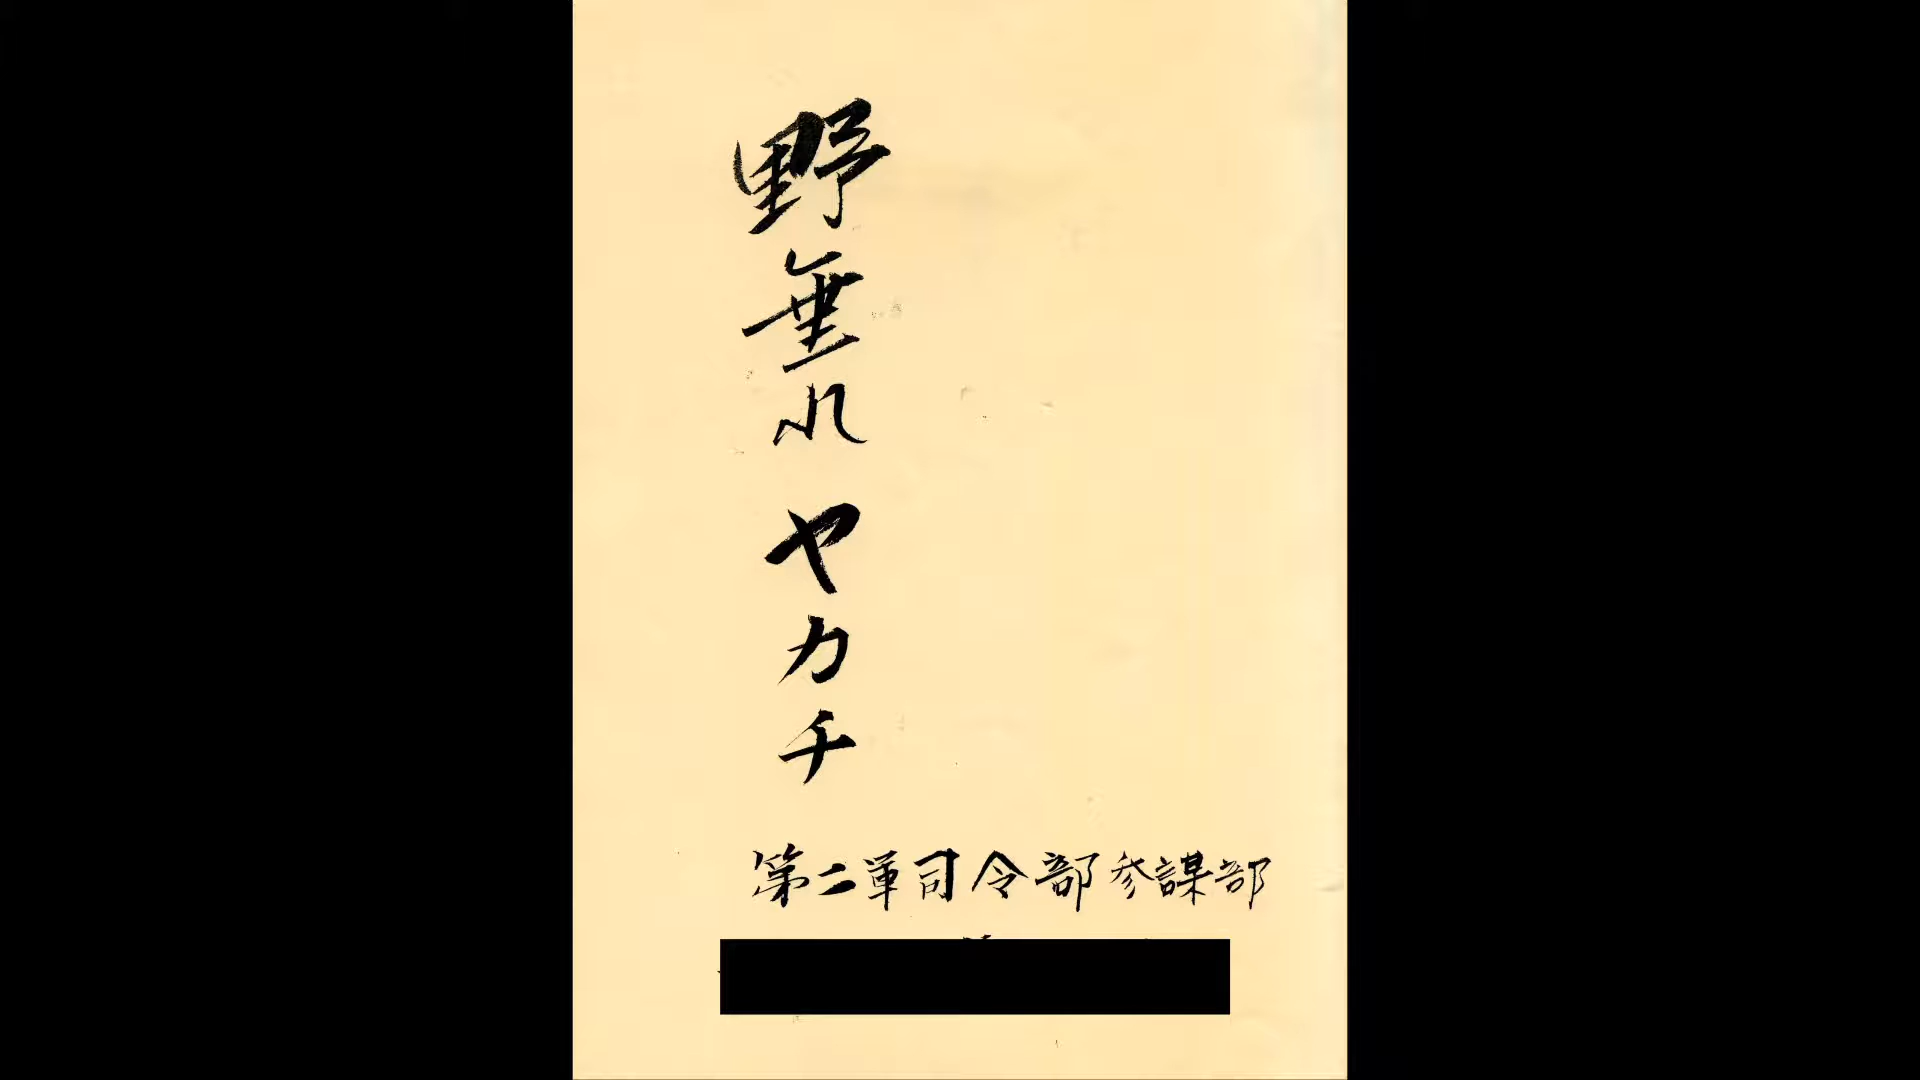 野垂れ ヤカチ
第二軍司令部参謀部